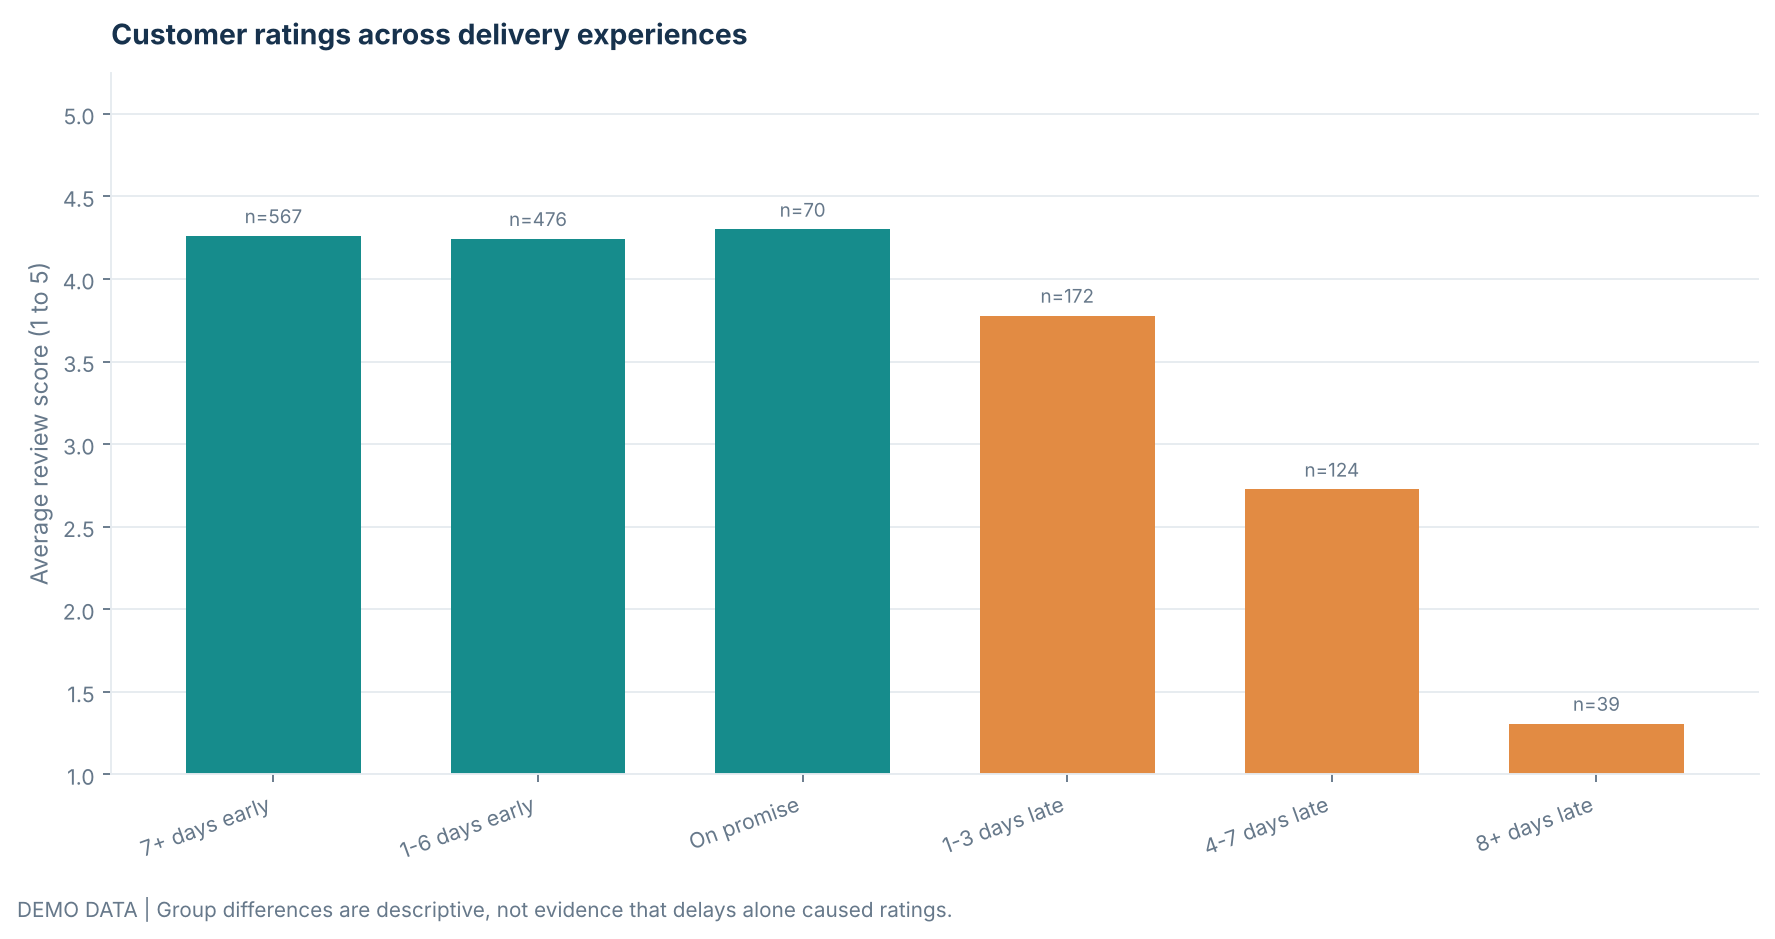 Customer ratings across delivery experiences
Average review score (1 to 5)
5.0
4.5
4.0
3.5
3.0
2.5
2.0
1.5
1.0
n=567
n=476
n=70
n=172
n=124
n=39
7+ days early
1-6 days early
On promise
1-3 days late
4-7 days late
8+ days late
DEMO DATA | Group differences are descriptive, not evidence that delays alone caused ratings.